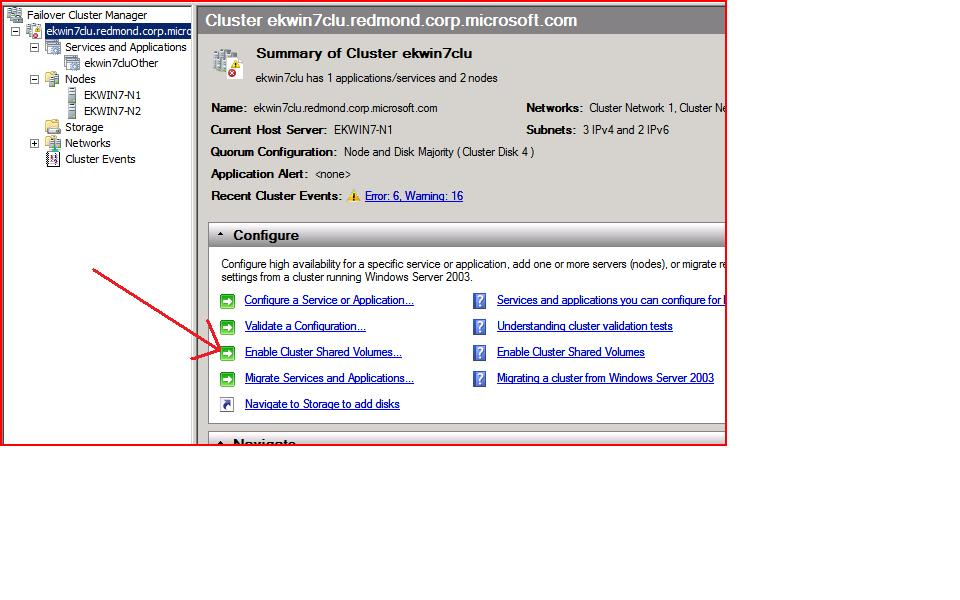 Failover Cluster Manager
ekwin7clu.redmond.corp.micro
Services and Applications
ekwin7cluOther
Nodes
EKWIN7-N1
EKWIN7-N2
Storage
Networks
Cluster Events
Cluster ekwin7clu.redmond.corp.microsoft.com
Summary of Cluster ekwin7clu
ekwin7clu has 1 applications/services and 2 nodes
Name: ekwin7clu.redmond.corp.microsoft.com Networks: Cluster Network 1, Cluster Ne
Current Host Server: EKWIN7-N1 Subnets: 3 IPv4 and 2 IPv6
Quorum Configuration: Node and Disk Majority ( Cluster Disk 4 )
Application Alert: <none>
Recent Cluster Events: Error: 6, Warning: 16
Configure
Configure high availability for a specific service or application, add one or more servers (nodes), or migrate re
settings from a cluster running Windows Server 2003.
Configure a Service or Application... Services and applications you can configure for
Validate a Configuration... Understanding cluster validation tests
Enable Cluster Shared Volumes... Enable Cluster Shared Volumes
Migrate Services and Applications... Migrating a cluster from Windows Server 2003
Navigate to Storage to add disks
Navigate